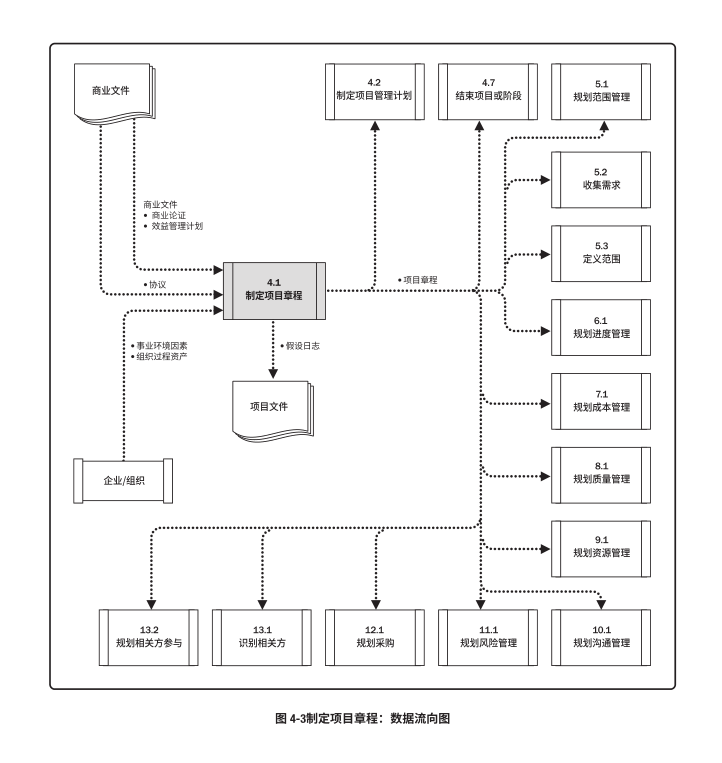 商业文件
4.2
制定项目管理计划
4.7
结束项目或阶段
5.1
规划范围管理
5.2
收集需求
商业文件
• 商业论证
• 效益管理计划
5.3
定义范围
4.1
制定项目章程
• 项目章程
• 协议
6.1
规划进度管理
• 事业环境因素
• 组织过程资产
• 假设日志
项目文件
7.1
规划成本管理
企业/组织
8.1
规划质量管理
9.1
规划资源管理
13.2
规划相关方参与
13.1
识别相关方
12.1
规划采购
11.1
规划风险管理
10.1
规划沟通管理
图 4-3制定项目章程：数据流向图